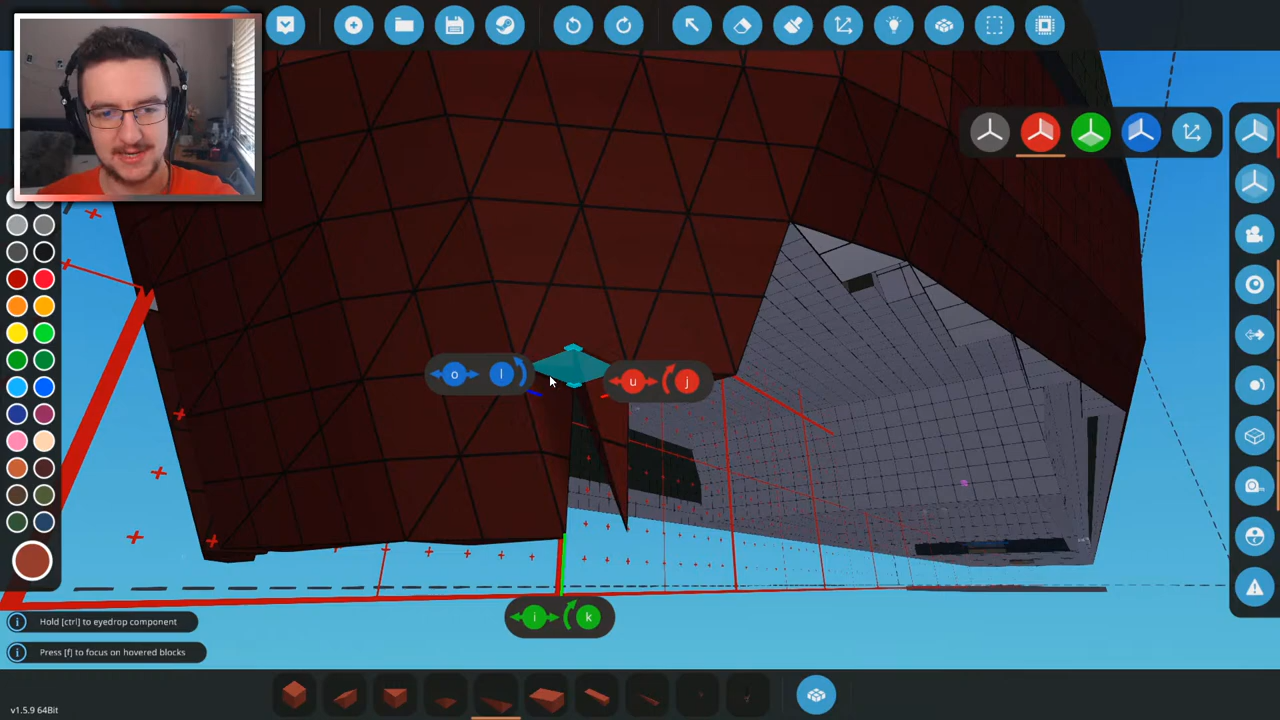 o l
u j
i k
Hold [ctrl] to eyedrop component
Press [f] to focus on hovered blocks
v1.5.9 64Bit